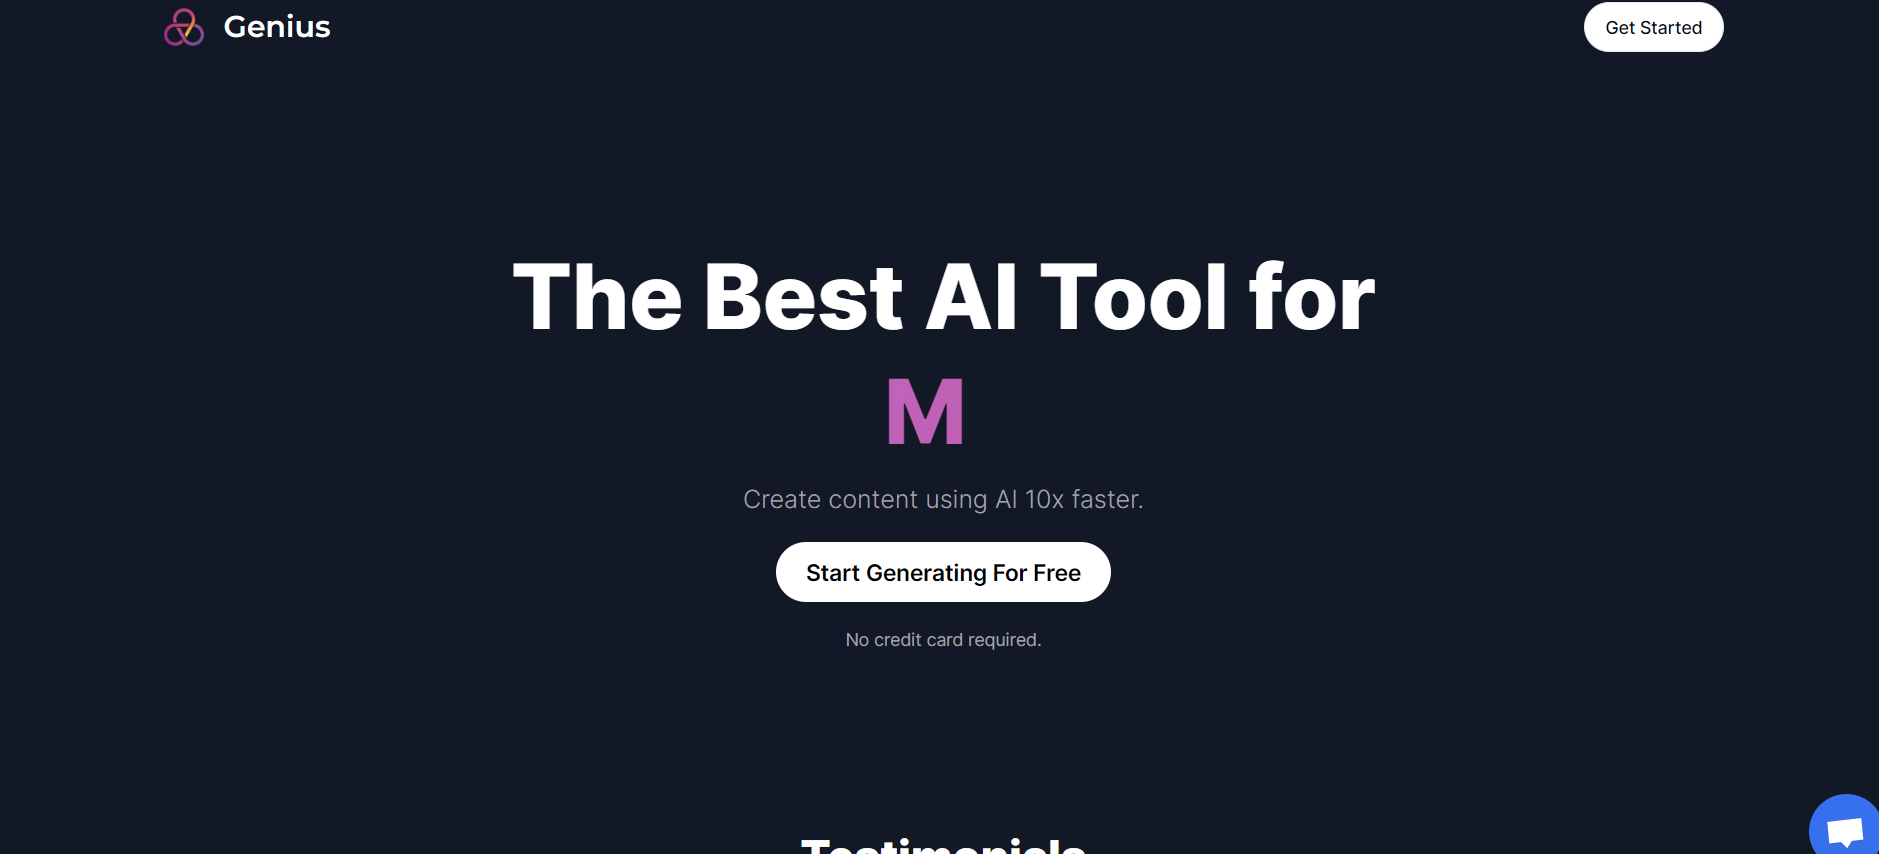 Genius
Get Started
The Best AI Tool for
M
Create content using AI 10x faster.
Start Generating For Free
No credit card required.
Testimonials